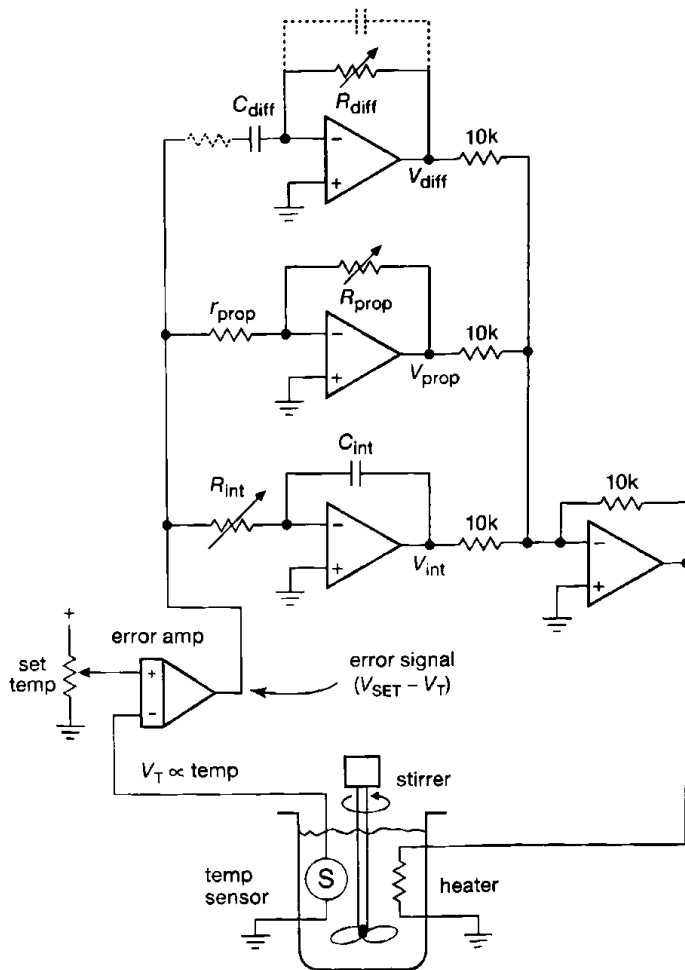 C_diff
R_diff
−
+
V_diff
10k
r_prop
R_prop
−
+
V_prop
10k
R_int
C_int
−
+
V_int
10k
10k
−
+
+
set
temp
error amp
+
−
error signal
(V_SET − V_T)
V_T ∝ temp
stirrer
temp
sensor
S
heater